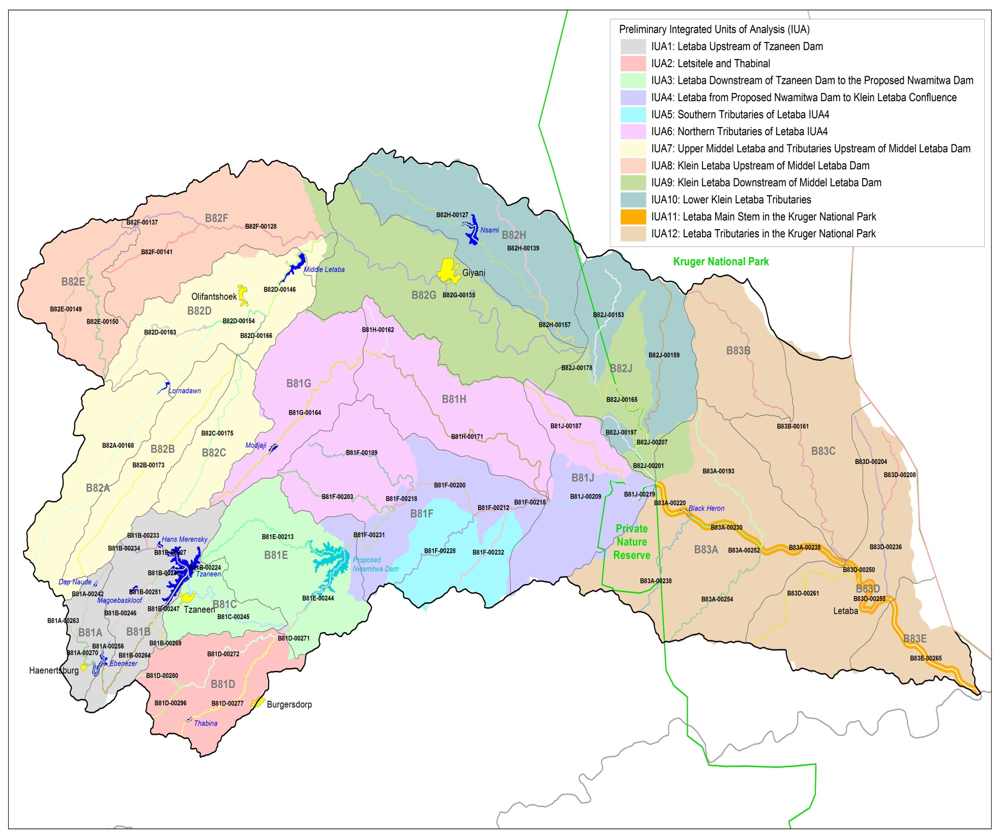 Preliminary Integrated Units of Analysis (IUA)
IUA1: Letaba Upstream of Tzaneen Dam
IUA2: Letsitele and Thabinal
IUA3: Letaba Downstream of Tzaneen Dam to the Proposed Nwamitwa Dam
IUA4: Letaba from Proposed Nwamitwa Dam to Klein Letaba Confluence
IUA5: Southern Tributaries of Letaba IUA4
IUA6: Northern Tributaries of Letaba IUA4
IUA7: Upper Middel Letaba and Tributaries Upstream of Middel Letaba Dam
IUA8: Klein Letaba Upstream of Middel Letaba Dam
IUA9: Klein Letaba Downstream of Middel Letaba Dam
IUA10: Lower Klein Letaba Tributaries
IUA11: Letaba Main Stem in the Kruger National Park
IUA12: Letaba Tributaries in the Kruger National Park
Kruger National Park
B82F-00137
B82F
B82F-00128
B82F-00141
B82H-00127
Nsami
B82H
B82H-00139
Middle Letaba
Giyani
B82E
B82D-00146
Olifantshoek
B82G
B82G-00135
B82E-00149
B82D
B82E-00150
B82D-00154
B82D-00163
B82D-00166
B81H-00162
B82H-00157
B82J-00153
B82J-00159
B83B
B82J-00178
B82J
B81G
Lornadawn
B81H
B82J-00165
B81G-00164
B81J-00187
B83B-00161
B82C-00175
B81H-00171
B82J-00197
B82A-00168
Modjaji
B82B
B82C
B81F-00189
B82J-00207
B83C
B82B-00173
B82J-00201
B83D-00204
B83A-00193
B83D-00208
B81J
B82A
B81F-00200
B81F-00203
B81F-00218
B81J-00209
B81J-00219
B81F-00215
B83A-00220
B81F-00212
Black Heron
B81F
B83A-00230
Private
Nature
Reserve
B81B-00233
Hans Merensky
B81E-00213
B81F-00231
B81B-00234
B83A-00235
B83D-00236
B83A
B83A-00252
B81F-00228
B81F-00232
B81E
Proposed
Nwamitwa Dam
B81B-00224
Tzaneen
B83D-00250
Dap Naude
B83A-00238
B81A-00242
B81B-00251
B83D
B83D-00261
Magoebaskloof
B81E-00244
B83A-00254
B83D-00255
B81C
B81B-00247
Tzaneen
Letaba
B81B-00246
B81C-00245
B81A-00263
B81A
B81B
B81D-00271
B83E
B81B-00269
B81A-00256
B81A-00270
B81B-00264
B81D-00272
B83E-00265
Ebenezer
Haenertsburg
B81D-00280
B81D
B81D-00296
B81D-00277
Burgersdorp
Thabina